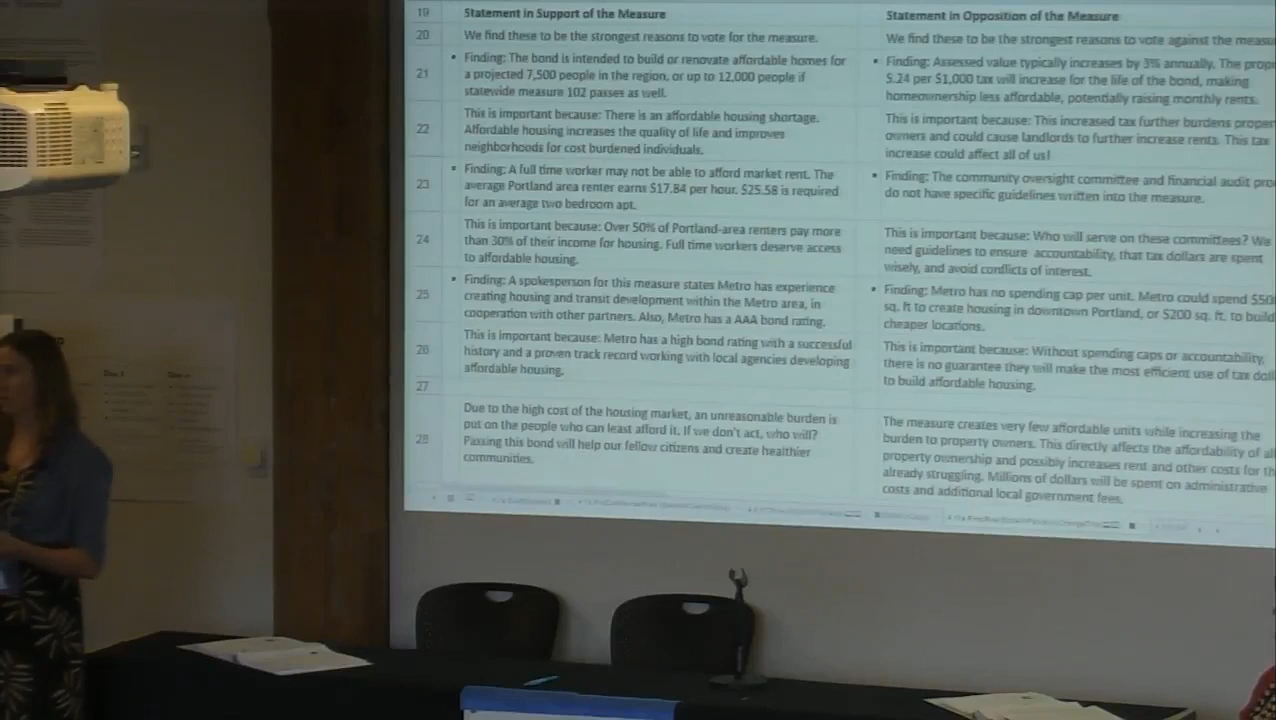 19 Statement in Support of the Measure
20 We find these to be the strongest reasons to vote for the measure.
21 • Finding: The bond is intended to build or renovate affordable homes for
a projected 7,500 people in the region, or up to 12,000 people if
statewide measure 102 passes as well.
22 This is important because: There is an affordable housing shortage.
Affordable housing increases the quality of life and improves
neighborhoods for cost burdened individuals.
23 • Finding: A full time worker may not be able to afford market rent. The
average Portland area renter earns $17.84 per hour. $25.58 is required
for an average two bedroom apt.
24 This is important because: Over 50% of Portland-area renters pay more
than 30% of their income for housing. Full time workers deserve access
to affordable housing.
25 • Finding: A spokesperson for this measure states Metro has experience
creating housing and transit development within the Metro area, in
cooperation with other partners. Also, Metro has a AAA bond rating.
26 This is important because: Metro has a high bond rating with a successful
history and a proven track record working with local agencies developing
affordable housing.
27
28 Due to the high cost of the housing market, an unreasonable burden is
put on the people who can least afford it. If we don't act, who will?
Passing this bond will help our fellow citizens and create healthier
communities.
Statement in Opposition of the Measure
We find these to be the strongest reasons to vote against the measu
• Finding: Assessed value typically increases by 3% annually. The prop
$.24 per $1,000 tax will increase for the life of the bond, making
homeownership less affordable, potentially raising monthly rents.
This is important because: This increased tax further burdens proper
owners and could cause landlords to further increase rents. This tax
increase could affect all of us!
• Finding: The community oversight committee and financial audit pro
do not have specific guidelines written into the measure.
This is important because: Who will serve on these committees? We
need guidelines to ensure accountability, that tax dollars are spent
wisely, and avoid conflicts of interest.
• Finding: Metro has no spending cap per unit. Metro could spend $50
sq. ft to create housing in downtown Portland, or $200 sq. ft. to build
cheaper locations.
This is important because: Without spending caps or accountability,
there is no guarantee they will make the most efficient use of tax doll
to build affordable housing.
The measure creates very few affordable units while increasing the
burden to property owners. This directly affects the affordability of al
property ownership and possibly increases rent and other costs for th
already struggling. Millions of dollars will be spent on administrative
costs and additional local government fees.